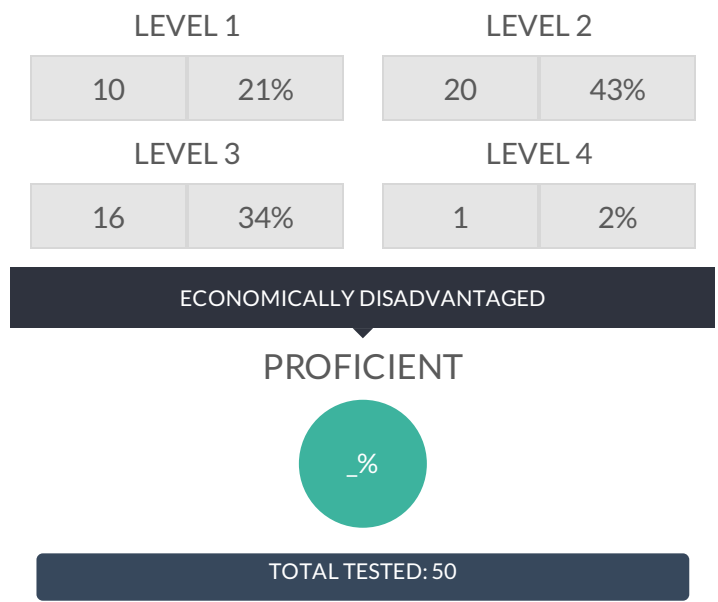 LEVEL 1
LEVEL 2
10 21%
20 43%
LEVEL 3
LEVEL 4
16 34%
1 2%
ECONOMICALLY DISADVANTAGED
PROFICIENT
_%
TOTAL TESTED: 50